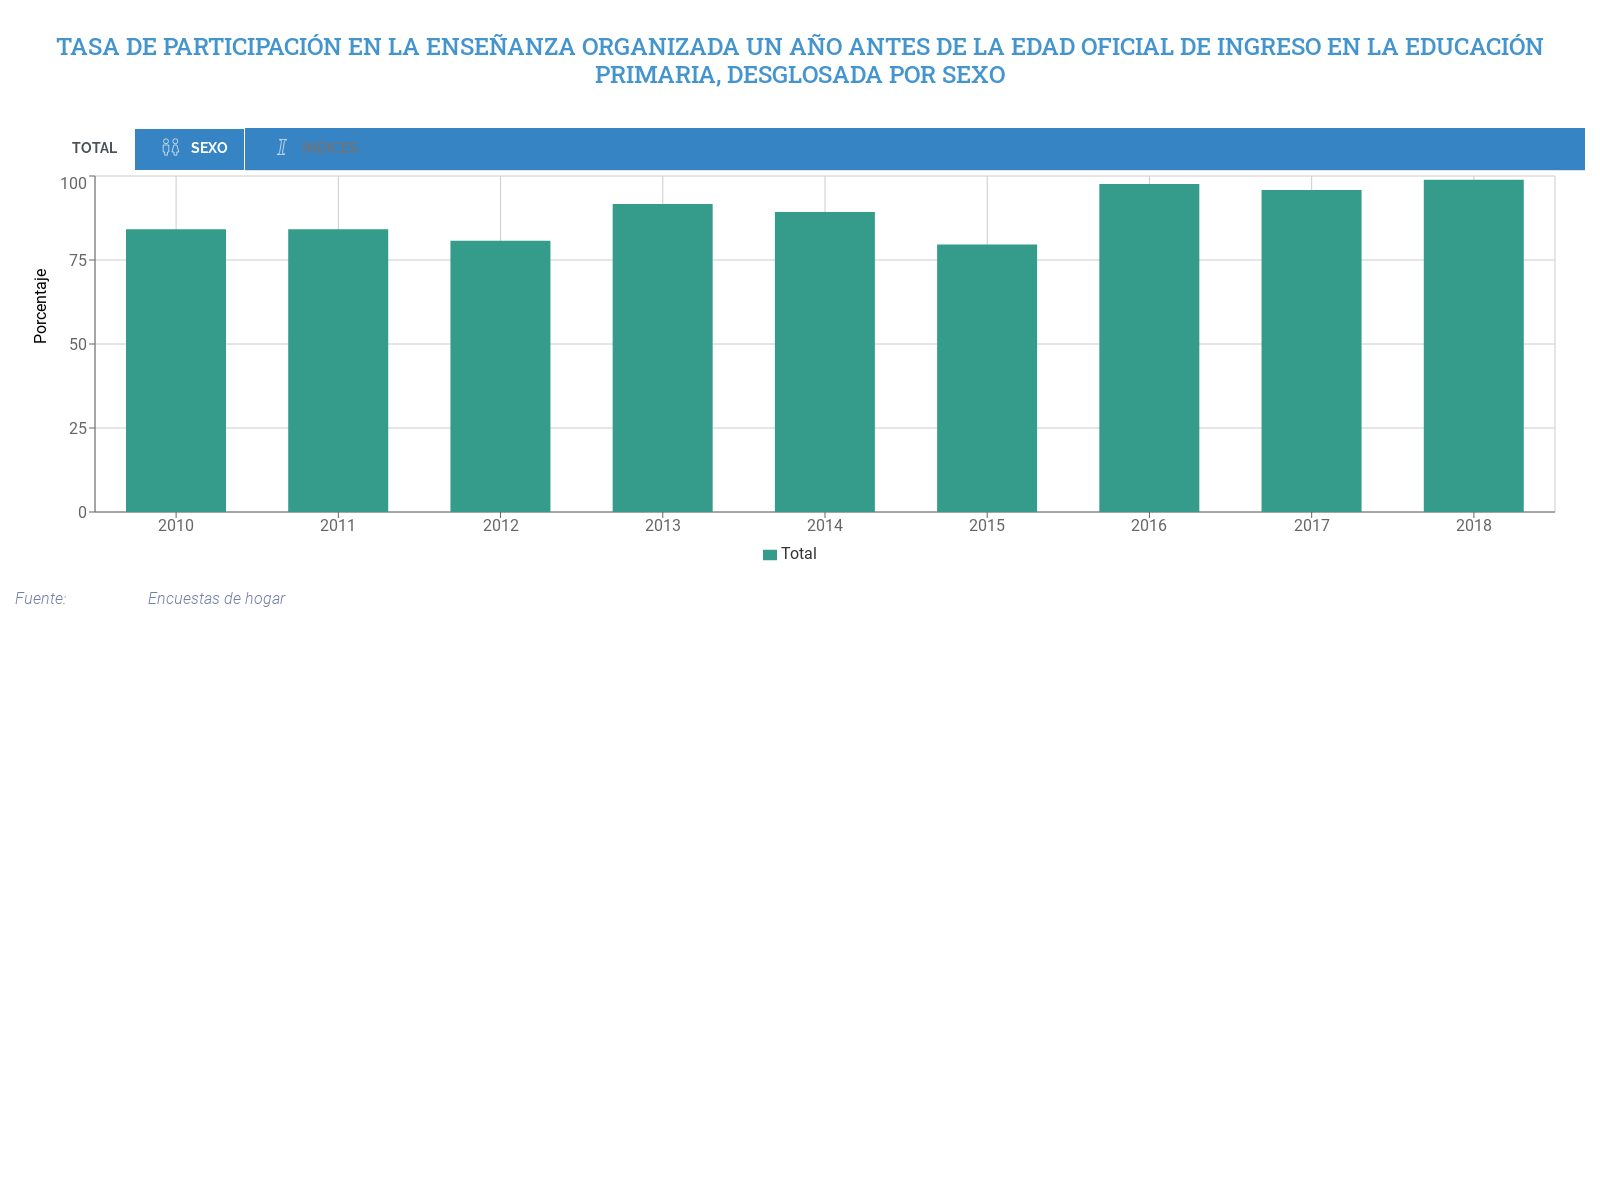 TASA DE PARTICIPACIÓN EN LA ENSEÑANZA ORGANIZADA UN AÑO ANTES DE LA EDAD OFICIAL DE INGRESO EN LA EDUCACIÓN
PRIMARIA, DESGLOSADA POR SEXO
TOTAL SEXO ÍNDICES
100
75
50
25
0
Porcentaje
2010 2011 2012 2013 2014 2015 2016 2017 2018
Total
Fuente: Encuestas de hogar